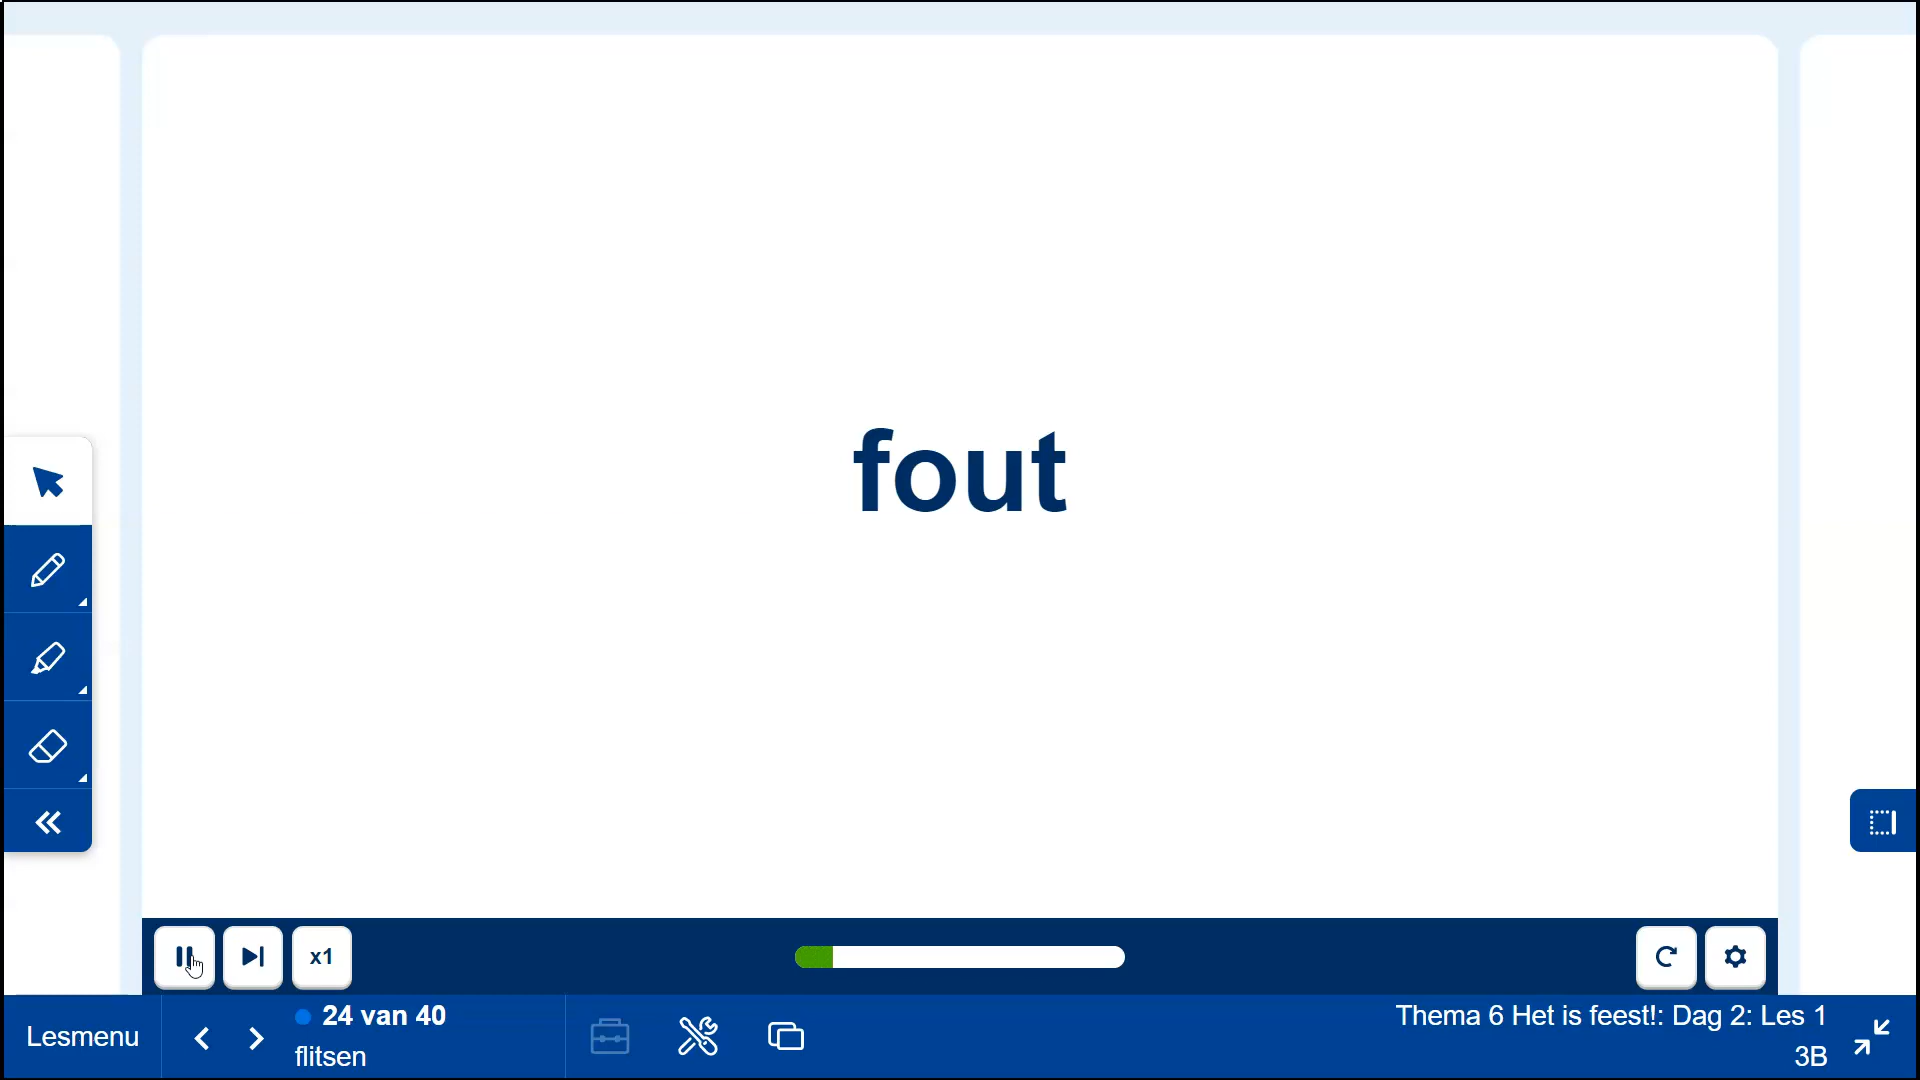 fout
x1
Lesmenu
24 van 40
flitsen
Thema 6 Het is feest!: Dag 2: Les 1
3B